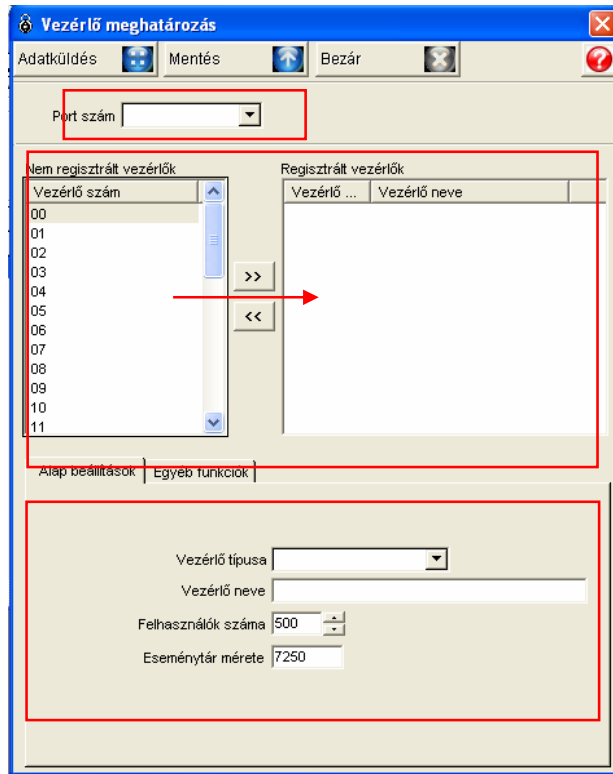 Vezérlő meghatározás
Adatküldés Mentés Bezár
Port szám
Nem regisztrált vezérlők Regisztrált vezérlők
Vezérlő szám Vezérlő ... Vezérlő neve
00
01
02
03
04
05
06
07
08
09
10
11
>>
<<
Alap beállítások Egyéb funkciók
Vezérlő típusa
Vezérlő neve
Felhasználók száma 500
Eseménytár mérete 7250